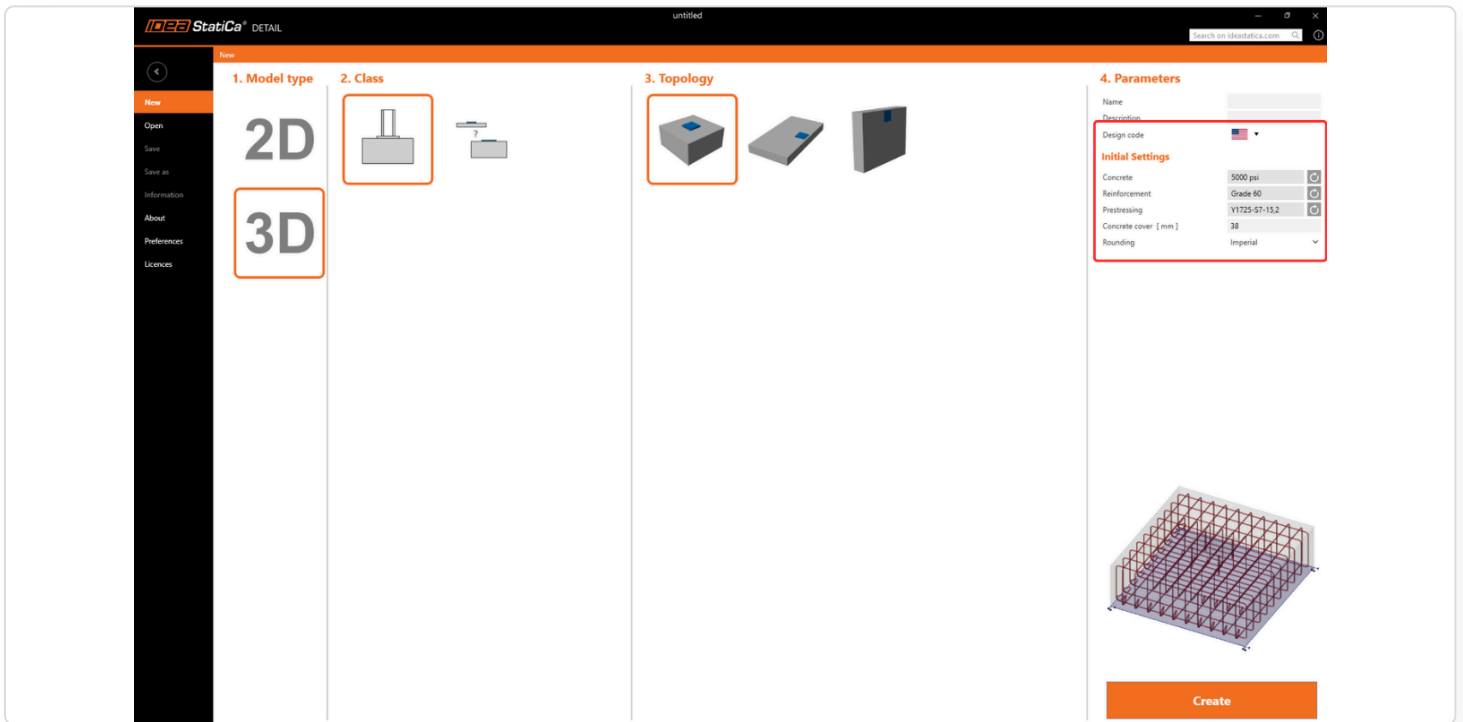 untitled
IDEA StatiCa® DETAIL
Search on ideastatica.com
New
1. Model type
2. Class
3. Topology
4. Parameters
New
Open
Save
Save as
Information
About
Preferences
Licences
2D
3D
?
Name
Description
Design code
Initial Settings
Concrete 5000 psi
Reinforcement Grade 60
Prestressing Y1725-S7-15,2
Concrete cover [ mm ] 38
Rounding Imperial
Create